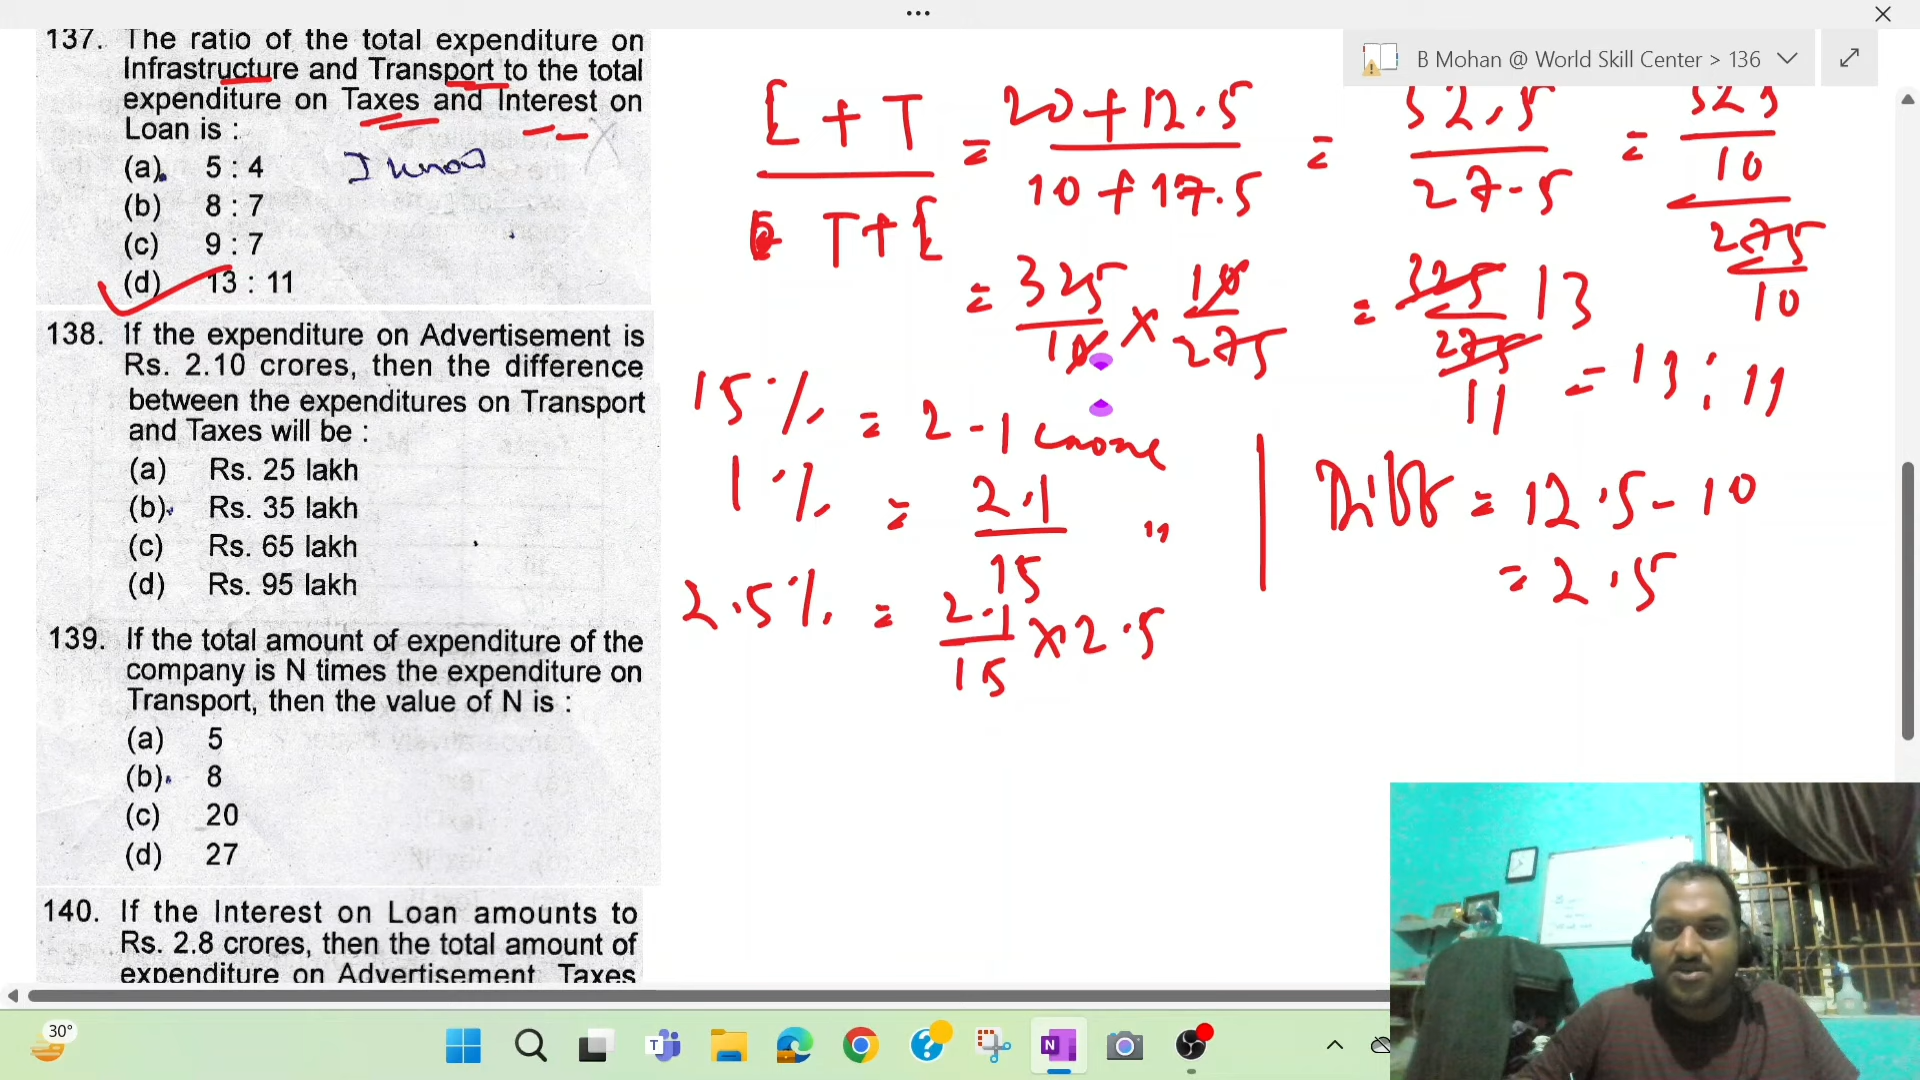 B Mohan @ World Skill Center > 136
137. The ratio of the total expenditure on
Infrastructure and Transport to the total
expenditure on Taxes and Interest on
Loan is :
(a) 5 : 4
I know
(b) 8 : 7
(c) 9 : 7
(d) 13 : 11
138. If the expenditure on Advertisement is
Rs. 2.10 crores, then the difference
between the expenditures on Transport
and Taxes will be :
(a) Rs. 25 lakh
(b) Rs. 35 lakh
(c) Rs. 65 lakh
(d) Rs. 95 lakh
139. If the total amount of expenditure of the
company is N times the expenditure on
Transport, then the value of N is :
(a) 5
(b) 8
(c) 20
(d) 27
140. If the Interest on Loan amounts to
Rs. 2.8 crores, then the total amount of
expenditure on Advertisement, Taxes
20 + 12.5
10 + 17.5
= 32.5
27.5
= 325
10
275
10
= 325 / 10 × 10 / 275
= 325 13
275
11
= 13 : 11
15 % = 2.1 crore
1 % = 2.1 / 15 "
2.5 % = 2.1 / 15 × 2.5
Diff = 12.5 - 10
= 2.5
30°